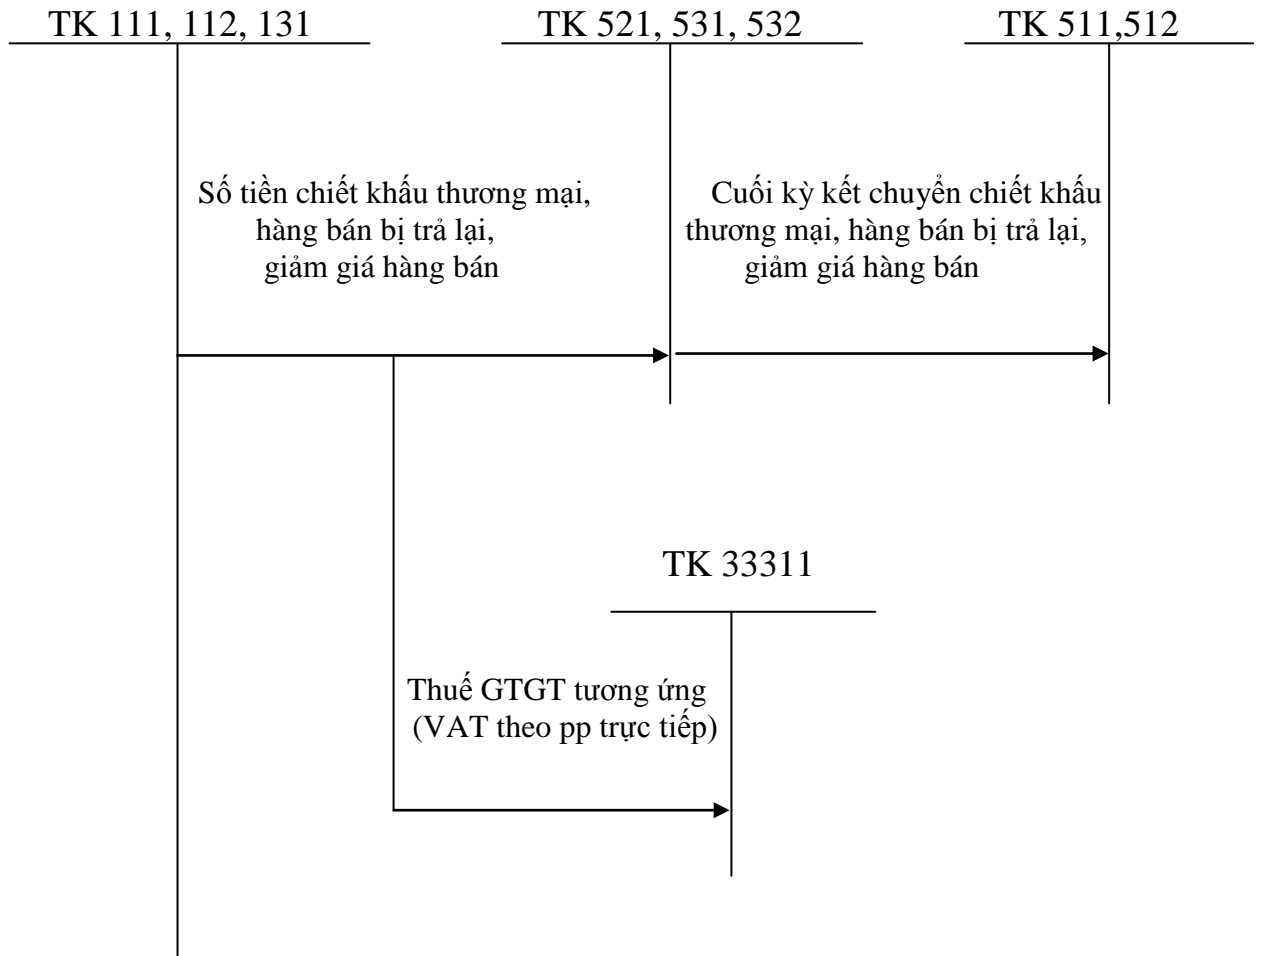 TK 111, 112, 131
TK 521, 531, 532
TK 511,512
Số tiền chiết khấu thương mại,
hàng bán bị trả lại,
giảm giá hàng bán
Cuối kỳ kết chuyển chiết khấu
thương mại, hàng bán bị trả lại,
giảm giá hàng bán
TK 33311
Thuế GTGT tương ứng
(VAT theo pp trực tiếp)